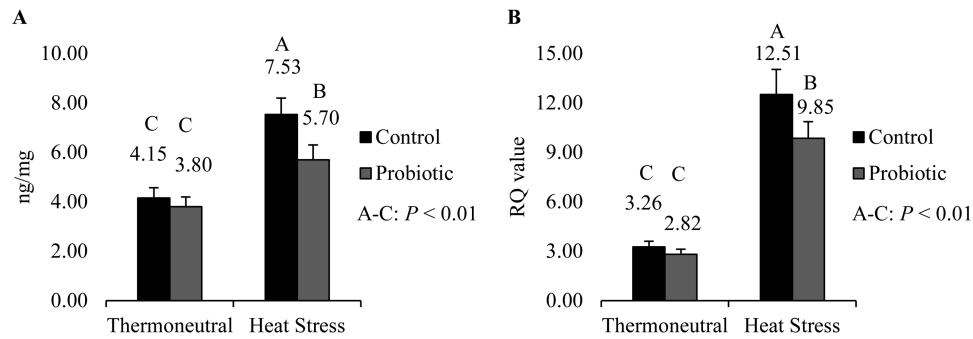 A
10.00
8.00
6.00
4.00
2.00
0.00
ng/mg
C C
4.15
3.80
A
7.53
B
5.70
Thermoneutral
Heat Stress
Control
Probiotic
A-C: P < 0.01
B
15.00
12.00
9.00
6.00
3.00
0.00
RQ value
C C
3.26
2.82
A
12.51
B
9.85
Thermoneutral
Heat Stress
Control
Probiotic
A-C: P < 0.01